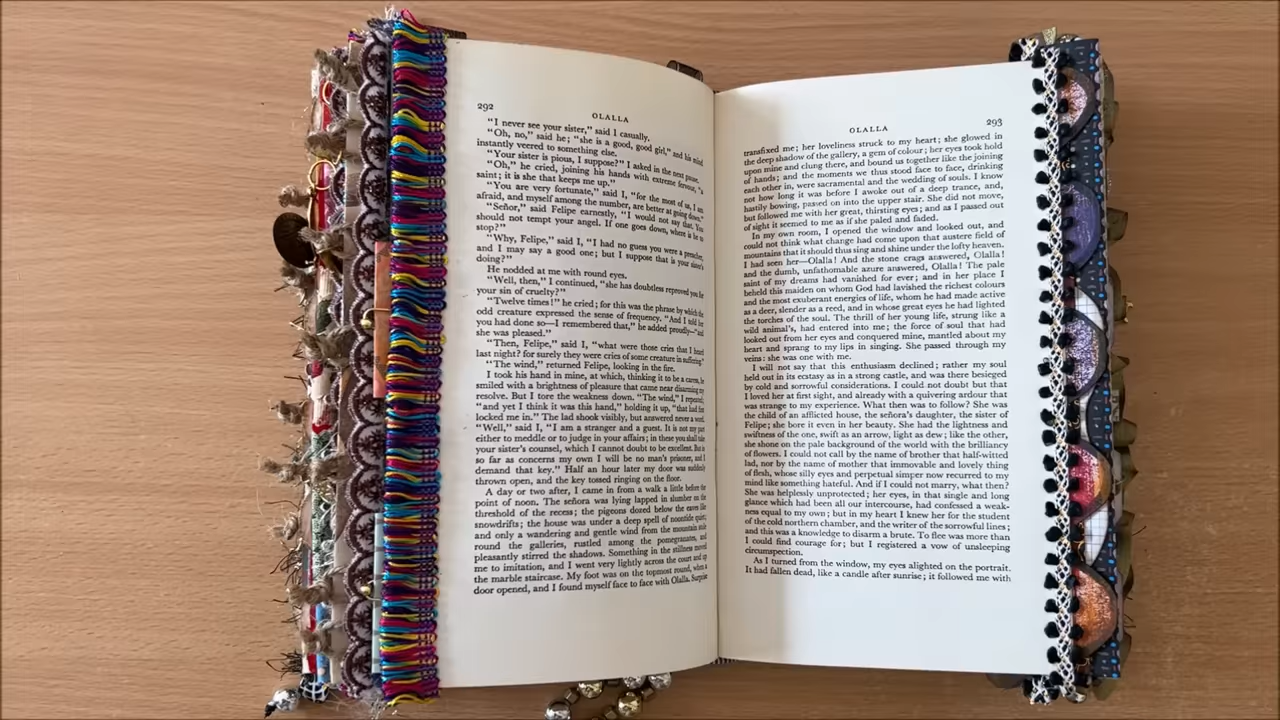 292
OLALLA
"I never see your sister," said I casually.
"Oh, no," said he; "she is a good, good girl," and his mind
instantly veered to something else.
"Your sister is pious, I suppose?" I asked in the next pause.
"Oh," he cried, joining his hands with extreme fervour, "a
saint; it is she that keeps me up."
"You are very fortunate," said I, "for the most of us, I am
afraid, and myself among the number, are better at going down."
"Señor," said Felipe earnestly, "I would not say that. You
should not tempt your angel. If one goes down, where is he to
stop?"
"Why, Felipe," said I, "I had no guess you were a preacher,
and I may say a good one; but I suppose that is your sister's
doing?"
He nodded at me with round eyes.
"Well, then," I continued, "she has doubtless reproved you for
your sin of cruelty?"
"Twelve times!" he cried; for this was the phrase by which the
odd creature expressed the sense of frequency. "And I told her
you had done so—I remembered that," he added proudly—"and
she was pleased."
"Then, Felipe," said I, "what were those cries that I heard
last night? for surely they were cries of some creature in suffering."
"The wind," returned Felipe, looking in the fire.
I took his hand in mine, at which, thinking it to be a caress, he
smiled with a brightness of pleasure that came near disarming my
resolve. But I tore the weakness down. "The wind," I repeated;
"and yet I think it was this hand," holding it up, "that had first
locked me in." The lad shook visibly, but answered never a word.
"Well," said I, "I am a stranger and a guest. It is not my part
either to meddle or to judge in your affairs; in these you shall take
your sister's counsel, which I cannot doubt to be excellent. But in
so far as concerns my own I will be no man's prisoner, and I
demand that key." Half an hour later my door was suddenly
thrown open, and the key tossed ringing on the floor.
A day or two after, I came in from a walk a little before the
point of noon. The señora was lying lapped in slumber on the
threshold of the recess; the pigeons dozed below the eaves like
snowdrifts; the house was under a deep spell of noontide quiet;
and only a wandering and gentle wind from the mountain stole
round the galleries, rustled among the pomegranates, and
pleasantly stirred the shadows. Something in the stillness moved
me to imitation, and I went very lightly across the court and up
the marble staircase. My foot was on the topmost round, when a
door opened, and I found myself face to face with Olalla. Surprise
OLALLA
293
transfixed me; her loveliness struck to my heart; she glowed in
the deep shadow of the gallery, a gem of colour; her eyes took hold
upon mine and clung there, and bound us together like the joining
of hands; and the moments we thus stood face to face, drinking
each other in, were sacramental and the wedding of souls. I know
not how long it was before I awoke out of a deep trance, and,
hastily bowing, passed on into the upper stair. She did not move,
but followed me with her great, thirsting eyes; and as I passed out
of sight it seemed to me as if she paled and faded.
In my own room, I opened the window and looked out, and
could not think what change had come upon that austere field of
mountains that it should thus sing and shine under the lofty heaven.
I had seen her—Olalla! And the stone crags answered, Olalla!
and the dumb, unfathomable azure answered, Olalla! The pale
saint of my dreams had vanished for ever; and in her place I
beheld this maiden on whom God had lavished the richest colours
and the most exuberant energies of life, whom he had made active
as a deer, slender as a reed, and in whose great eyes he had lighted
the torches of the soul. The thrill of her young life, strung like a
wild animal's, had entered into me; the force of soul that had
looked out from her eyes and conquered mine, mantled about my
heart and sprang to my lips in singing. She passed through my
veins: she was one with me.
I will not say that this enthusiasm declined; rather my soul
held out in its ecstasy as in a strong castle, and was there besieged
by cold and sorrowful considerations. I could not doubt but that
I loved her at first sight, and already with a quivering ardour that
was strange to my experience. What then was to follow? She was
the child of an afflicted house, the señora's daughter, the sister of
Felipe; she bore it even in her beauty. She had the lightness and
swiftness of the one, swift as an arrow, light as dew; like the other,
she shone on the pale background of the world with the brilliancy
of flowers. I could not call by the name of brother that half-witted
lad, nor by the name of mother that immovable and lovely thing
of flesh, whose silly eyes and perpetual simper now recurred to my
mind like something hateful. And if I could not marry, what then?
She was helplessly unprotected; her eyes, in that single and long
glance which had been all our intercourse, had confessed a weak-
ness equal to my own; but in my heart I knew her for the student
of the cold northern chamber, and the writer of the sorrowful lines;
and this was a knowledge to disarm a brute. To flee was more than
I could find courage for; but I registered a vow of unsleeping
circumspection.
As I turned from the window, my eyes alighted on the portrait.
It had fallen dead, like a candle after sunrise; it followed me with